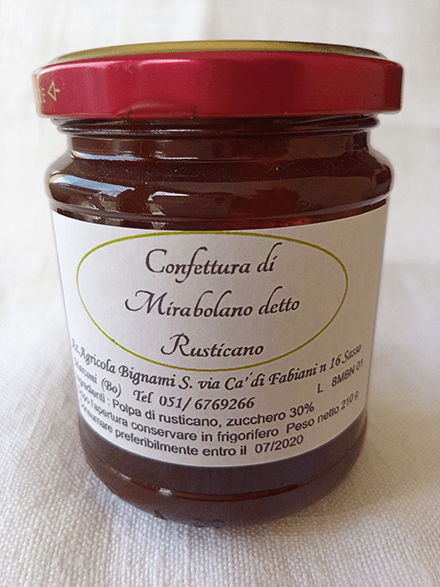 Confettura di
Mirabolano detto
Rusticano
Az. Agricola Bignami S. via Ca' di Fabiani n 16 Sasso
Marconi (Bo) Tel 051/ 6769266 L 8MBN 01
Ingredienti : Polpa di rusticano, zucchero 30%
l'apertura conservare in frigorifero Peso netto 210 g
consumare preferibilmente entro il 07/2020